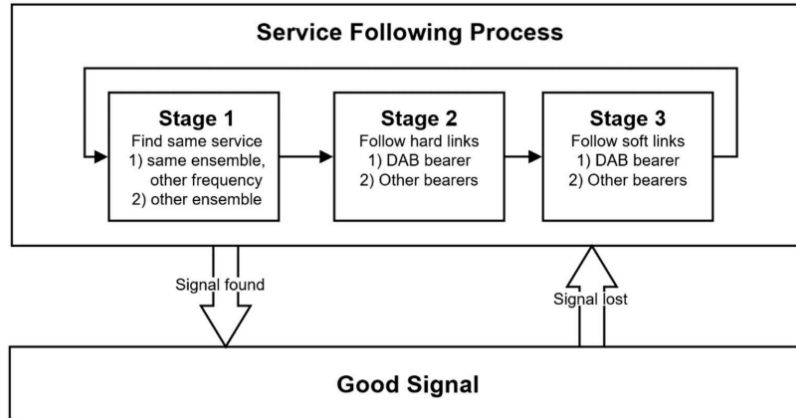 Service Following Process
Stage 1
Find same service
1) same ensemble,
other frequency
2) other ensemble
Stage 2
Follow hard links
1) DAB bearer
2) Other bearers
Stage 3
Follow soft links
1) DAB bearer
2) Other bearers
Signal found
Signal lost
Good Signal